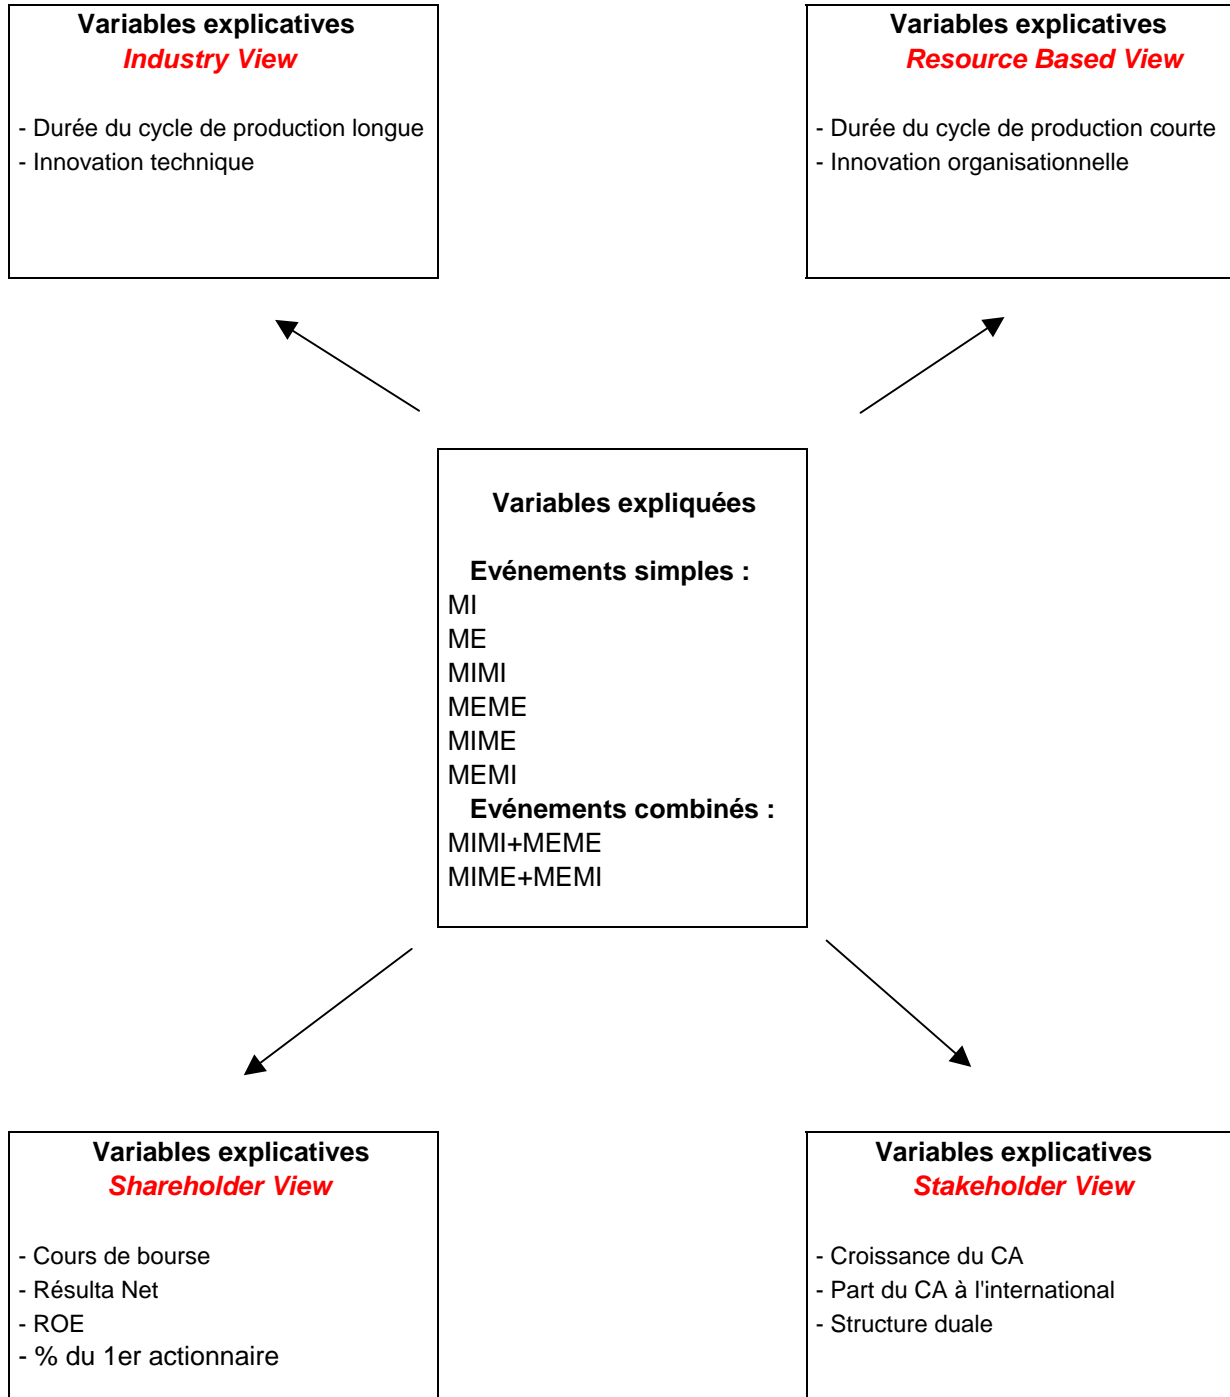 Variables explicatives
Industry View
- Durée du cycle de production longue
- Innovation technique
Variables explicatives
Resource Based View
- Durée du cycle de production courte
- Innovation organisationnelle
Variables expliquées
Evénements simples :
MI
ME
MIMI
MEME
MIME
MEMI
Evénements combinés :
MIMI+MEME
MIME+MEMI
Variables explicatives
Shareholder View
- Cours de bourse
- Résulta Net
- ROE
- % du 1er actionnaire
Variables explicatives
Stakeholder View
- Croissance du CA
- Part du CA à l'international
- Structure duale